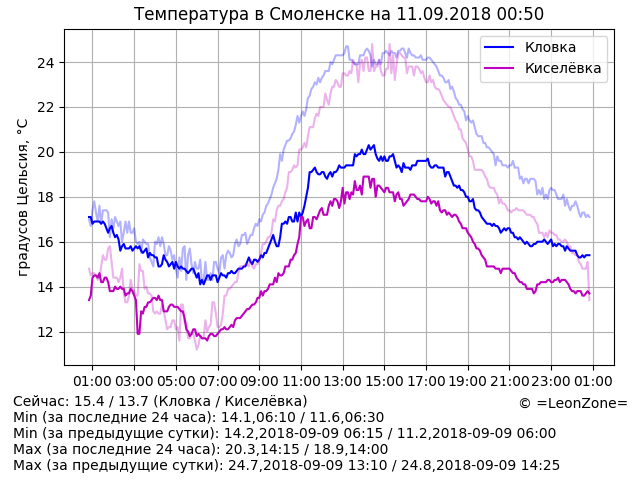 Температура в Смоленске на 11.09.2018 00:50
Кловка
Киселёвка
градусов Цельсия, °C
24
22
20
18
16
14
12
01:00 03:00 05:00 07:00 09:00 11:00 13:00 15:00 17:00 19:00 21:00 23:00 01:00
Сейчас: 15.4 / 13.7 (Кловка / Киселёвка)
© =LeonZone=
Min (за последние 24 часа): 14.1,06:10 / 11.6,06:30
Min (за предыдущие сутки): 14.2,2018-09-09 06:15 / 11.2,2018-09-09 06:00
Max (за последние 24 часа): 20.3,14:15 / 18.9,14:00
Max (за предыдущие сутки): 24.7,2018-09-09 13:10 / 24.8,2018-09-09 14:25